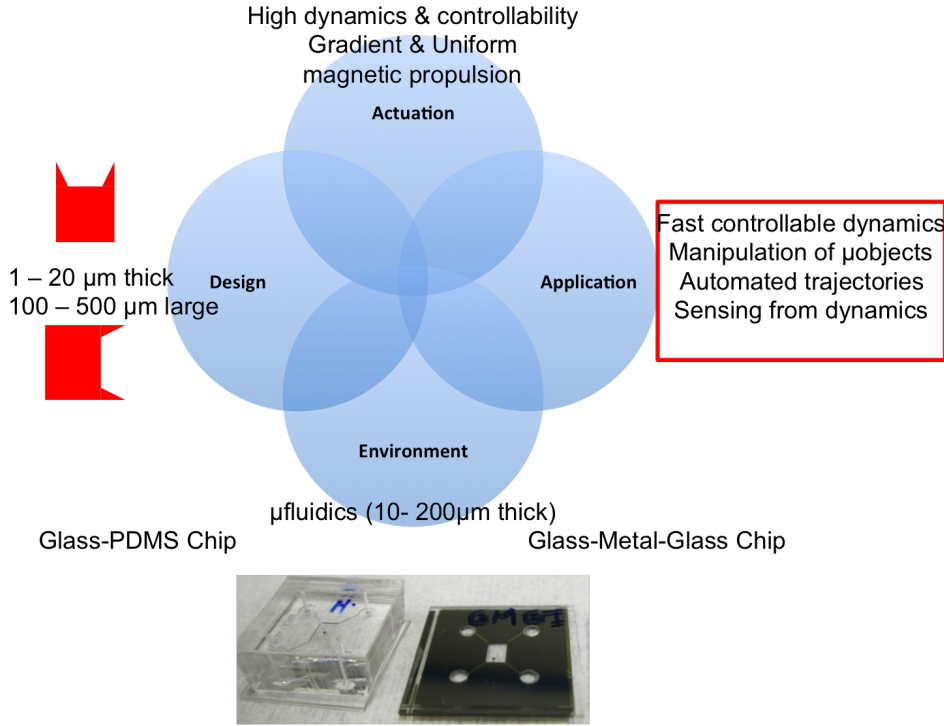 High dynamics & controllability
Gradient & Uniform
magnetic propulsion
Actuation
Fast controllable dynamics
Manipulation of µobjects
Automated trajectories
Sensing from dynamics
1 – 20 µm thick
100 – 500 µm large
Design
Application
Environment
µfluidics (10- 200µm thick)
Glass-PDMS Chip
Glass-Metal-Glass Chip